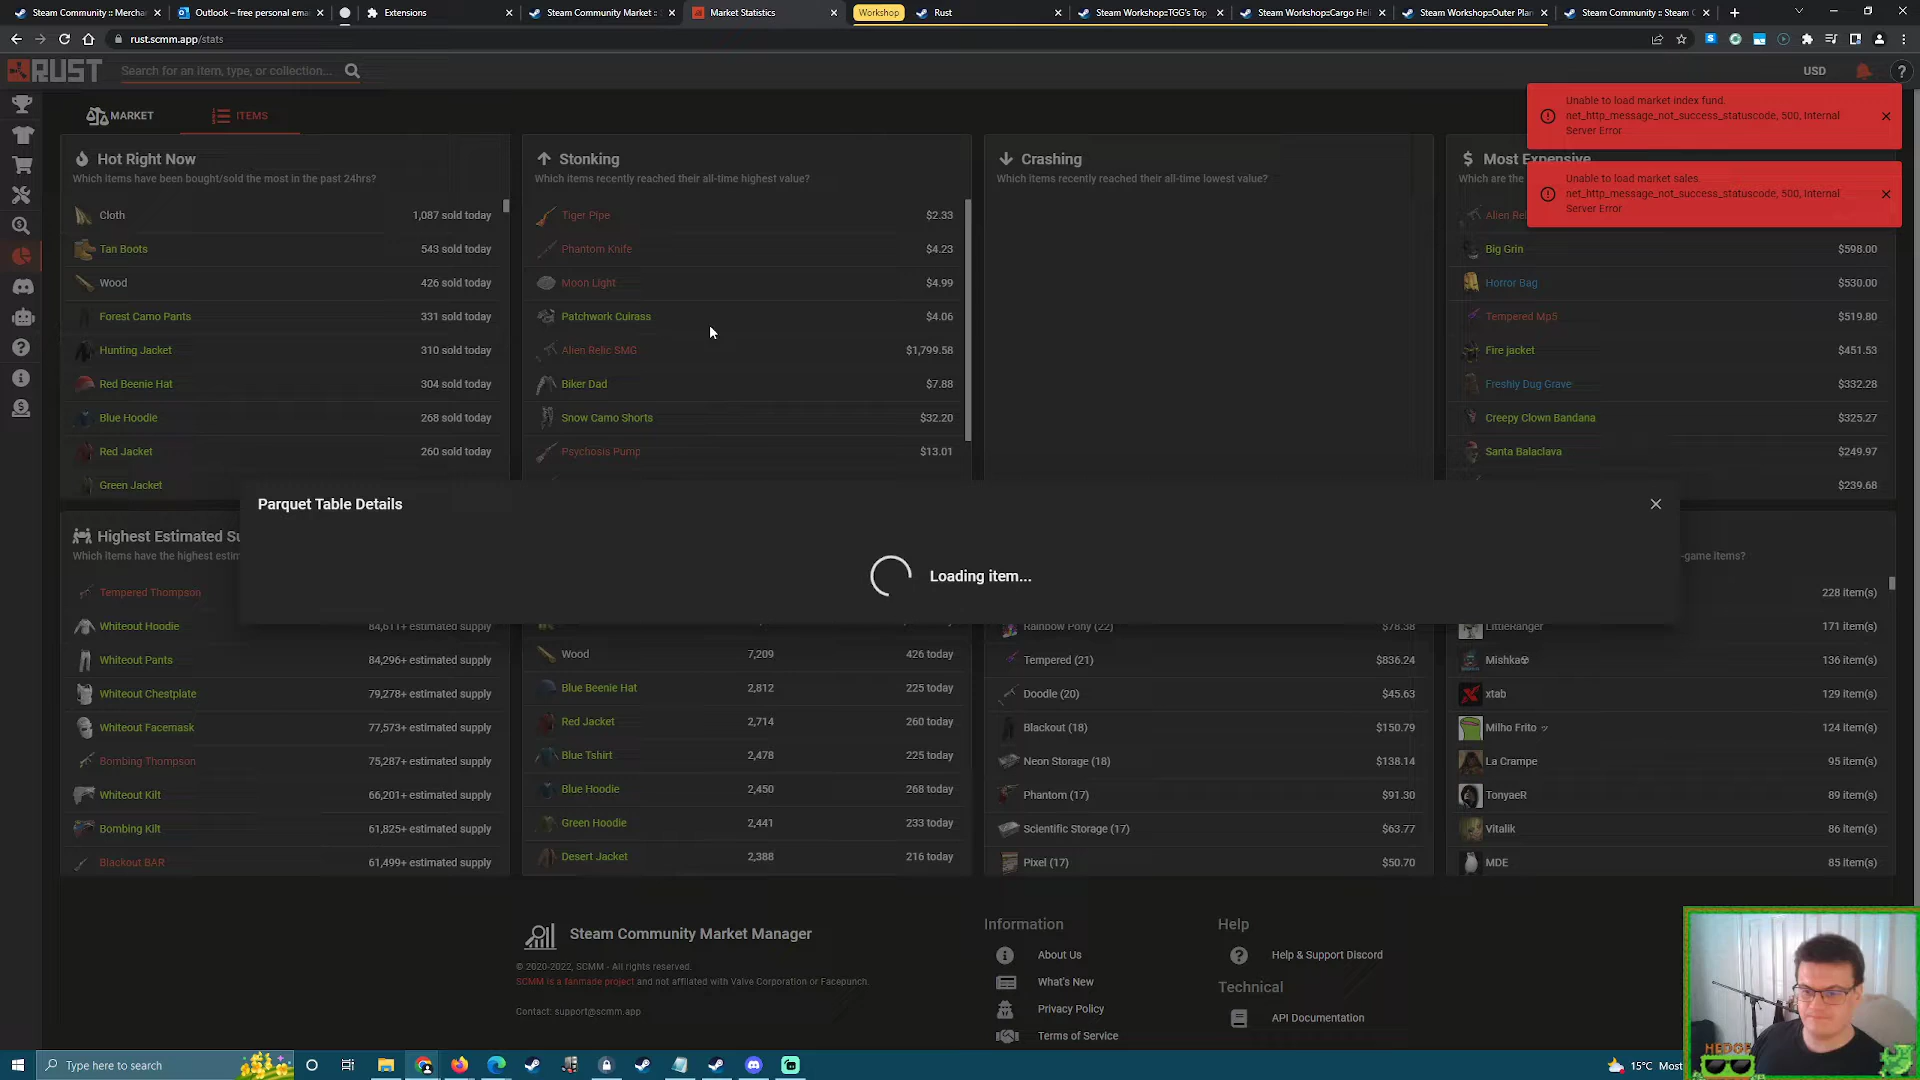 Steam Community :: Mercha
Outlook – free personal ema
Extensions
Steam Community Market ::
Market Statistics
Workshop
Rust
Steam Workshop::TGG's Top
Steam Workshop::Cargo Heli
Steam Workshop::Outer Plan
Steam Community :: Steam C
rust.scmm.app/stats
RUST
Search for an item, type, or collection...
USD
MARKET
ITEMS
Unable to load market index fund.
net_http_message_not_success_statuscode, 500, Internal
Server Error
Unable to load market sales.
net_http_message_not_success_statuscode, 500, Internal
Server Error
Hot Right Now
Which items have been bought/sold the most in the past 24hrs?
Cloth 1,087 sold today
Tan Boots 543 sold today
Wood 426 sold today
Forest Camo Pants 331 sold today
Hunting Jacket 310 sold today
Red Beenie Hat 304 sold today
Blue Hoodie 268 sold today
Red Jacket 260 sold today
Green Jacket
Stonking
Which items recently reached their all-time highest value?
Tiger Pipe $2.33
Phantom Knife $4.23
Moon Light $4.99
Patchwork Cuirass $4.06
Alien Relic SMG $1,799.58
Biker Dad $7.88
Snow Camo Shorts $32.20
Psychosis Pump $13.01
Crashing
Which items recently reached their all-time lowest value?
Most Expensive
Which are the
Alien Rel
Big Grin $598.00
Horror Bag $530.00
Tempered Mp5 $519.80
Fire jacket $451.53
Freshly Dug Grave $332.28
Creepy Clown Bandana $325.27
Santa Balaclava $249.97
$239.68
Parquet Table Details
Loading item...
Highest Estimated Su
Which items have the highest estim
Tempered Thompson
Whiteout Hoodie 84,611+ estimated supply
Whiteout Pants 84,296+ estimated supply
Whiteout Chestplate 79,278+ estimated supply
Whiteout Facemask 77,573+ estimated supply
Bombing Thompson 75,287+ estimated supply
Whiteout Kilt 66,201+ estimated supply
Bombing Kilt 61,825+ estimated supply
Blackout BAR 61,499+ estimated supply
Wood 7,209 426 today
Blue Beenie Hat 2,812 225 today
Red Jacket 2,714 260 today
Blue Tshirt 2,478 225 today
Blue Hoodie 2,450 268 today
Green Hoodie 2,441 233 today
Desert Jacket 2,388 216 today
Rainbow Pony (22) $78.38
Tempered (21) $836.24
Doodle (20) $45.63
Blackout (18) $150.79
Neon Storage (18) $138.14
Phantom (17) $91.30
Scientific Storage (17) $63.77
Pixel (17) $50.70
-game items?
228 item(s)
LittleRanger 171 item(s)
Mishka☢ 136 item(s)
xtab 129 item(s)
Milho Frito ッ 124 item(s)
La Crampe 95 item(s)
TonyaeR 89 item(s)
Vitalik 86 item(s)
MDE 85 item(s)
Steam Community Market Manager
© 2020-2022, SCMM - All rights reserved.
SCMM is a fanmade project and not affliated with Valve Corporation or Facepunch.
Contact: support@scmm.app
Information
About Us
What's New
Privacy Policy
Terms of Service
Help
Help & Support Discord
Technical
API Documentation
HEDGE
Type here to search
15°C Most